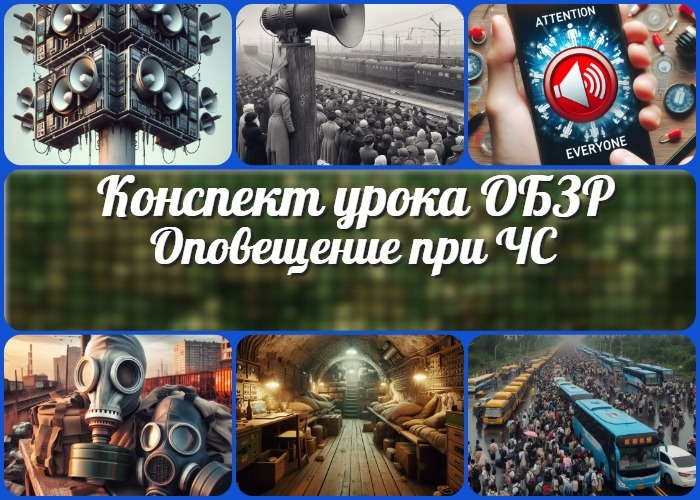 ATTENTION
EVERYONE
Конспект урока ОБЗР
Оповещение при ЧС